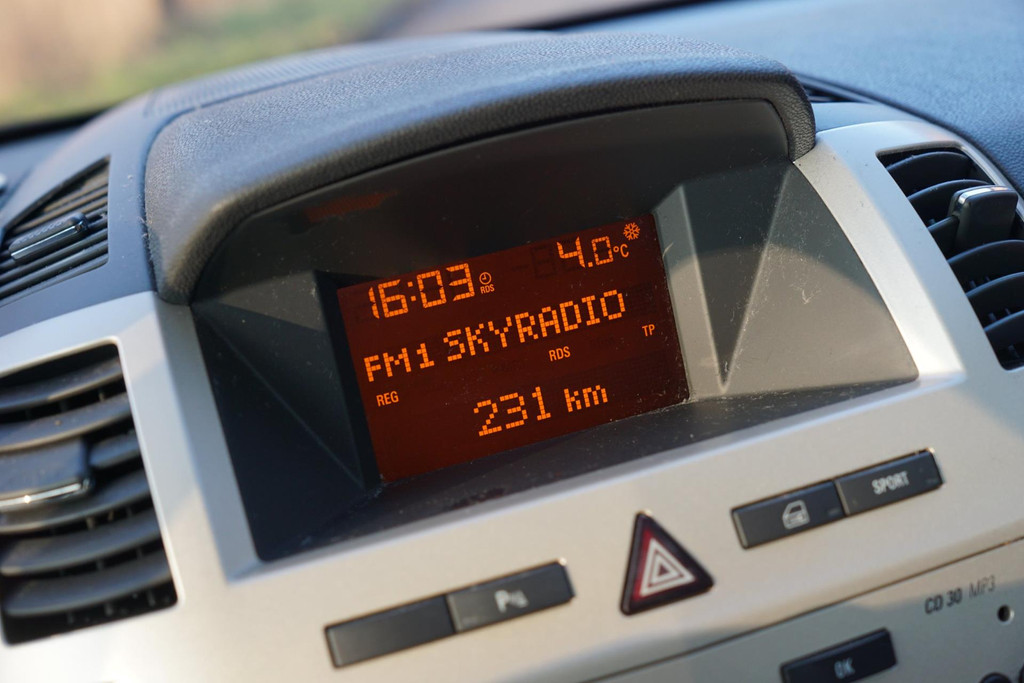 16:03 4.0°C
RDS
FM1 SKYRADIO
REG RDS TP
231 km
SPORT
P
CD 30 MP3
OK